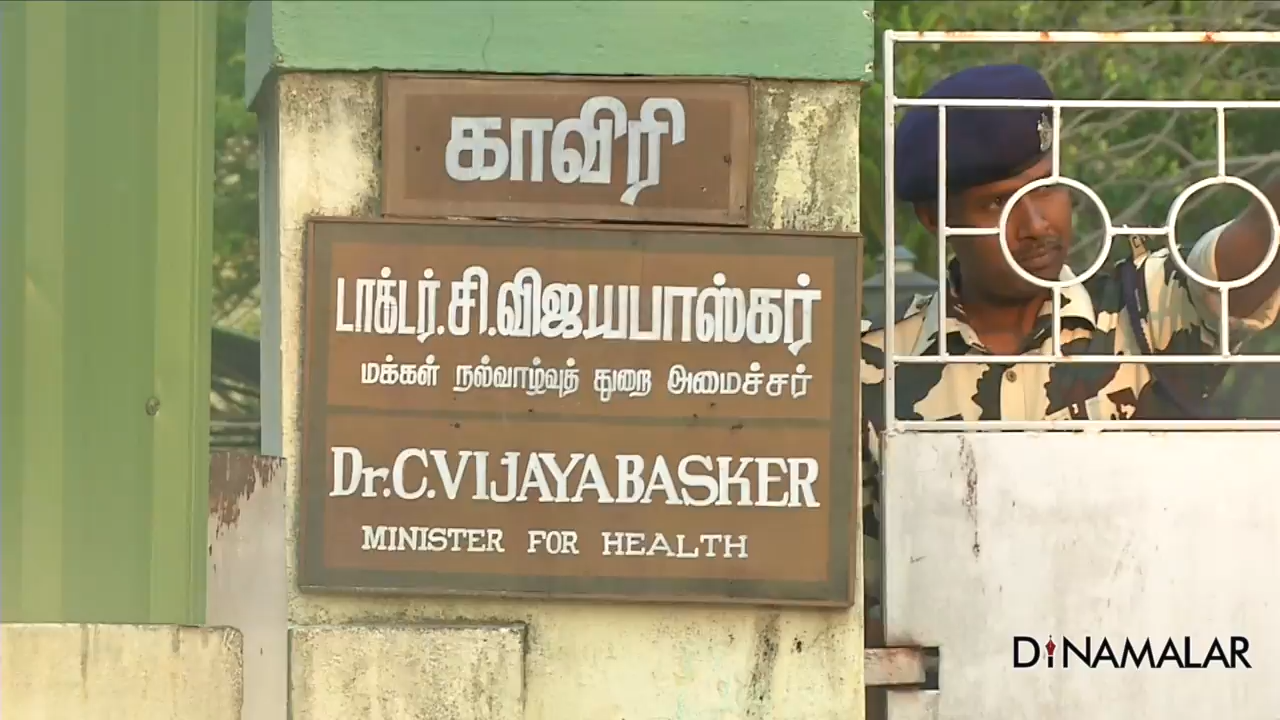 காவிரி
டாக்டர்.சி.விஜயபாஸ்கர்
மக்கள் நல்வாழ்வுத் துறை அமைச்சர்
Dr.C.VIJAYABASKER
MINISTER FOR HEALTH
DINAMALAR